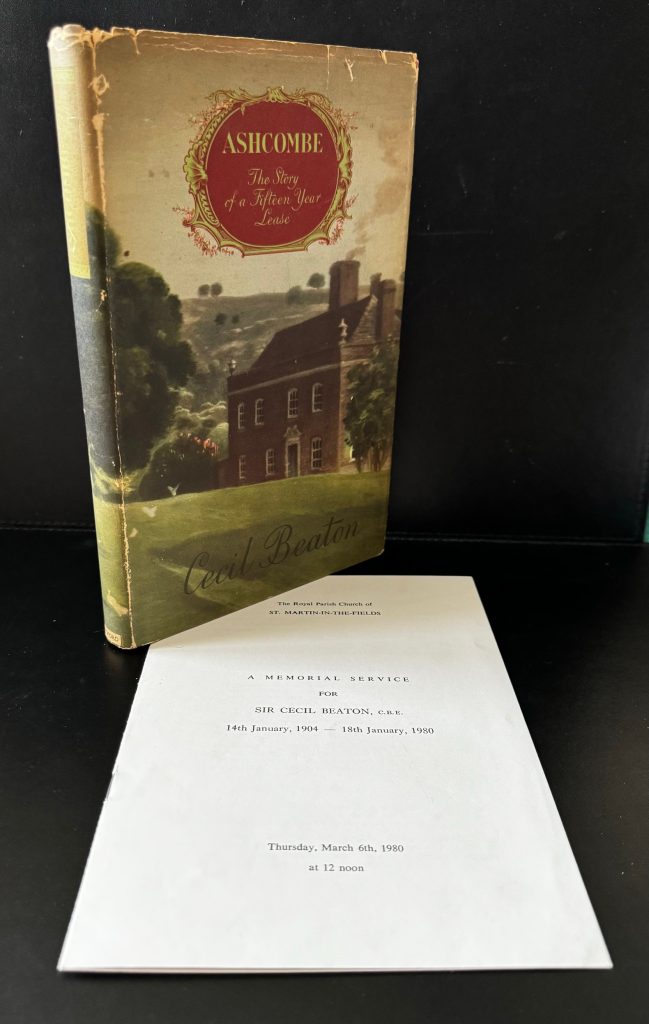 ASHCOMBE
The Story
of a Fifteen Year
Lease
Cecil Beaton
The Royal Parish Church of
ST. MARTIN-IN-THE-FIELDS
A MEMORIAL SERVICE
FOR
SIR CECIL BEATON, C.B.E.
14th January, 1904 — 18th January, 1980
Thursday, March 6th, 1980
at 12 noon